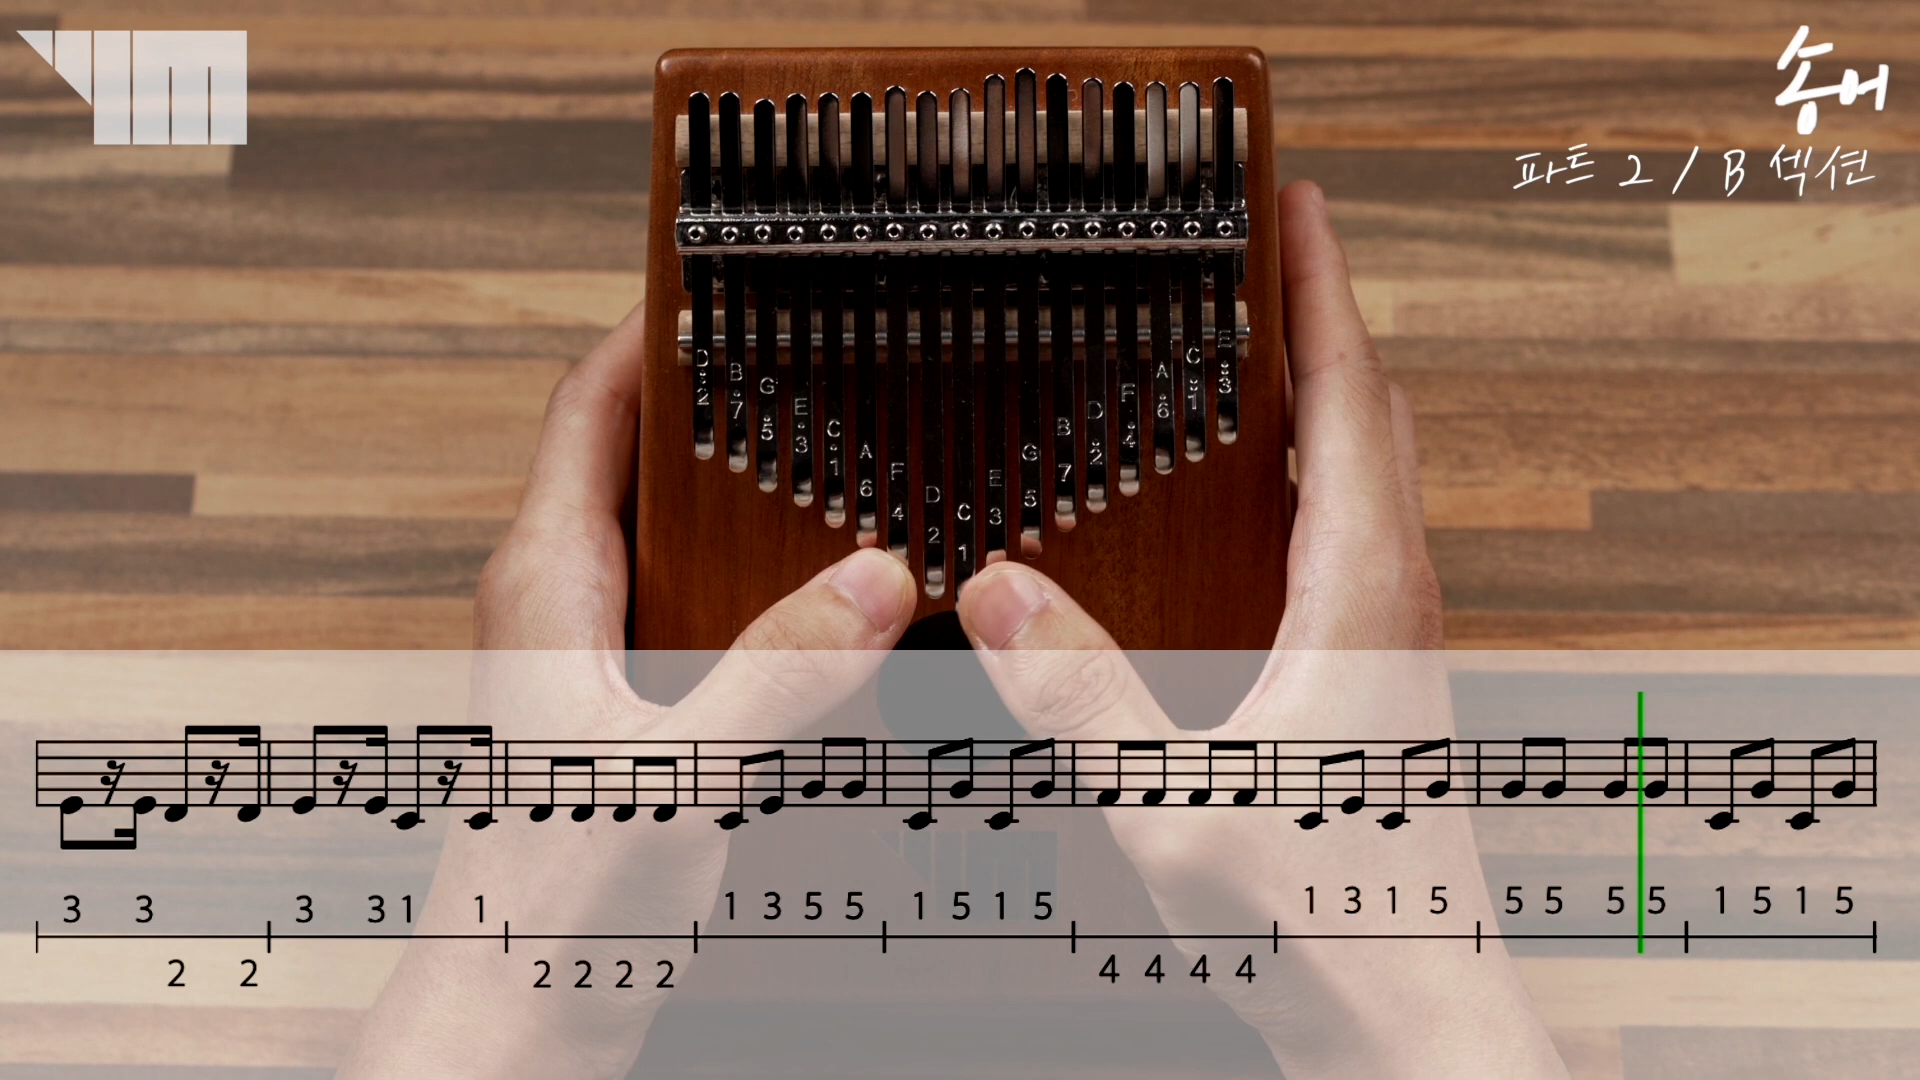 송어
파트 2 / B 섹션
D B G E C A F D C E G B D F A C E
2 7 5 3 1 6 4 2 1 3 5 7 2 4 6 1 3
3 3 3 3 1 1 1 3 5 5 1 5 1 5 1 3 1 5 5 5 5 5 1 5 1 5
2 2 2 2 2 2 4 4 4 4